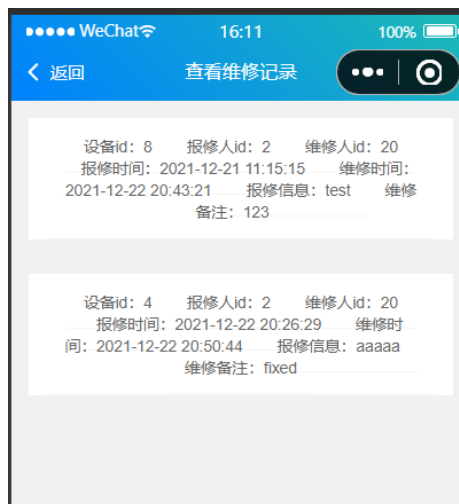 WeChat 16:11 100%
返回 查看维修记录
设备id：8 报修人id：2 维修人id：20
报修时间：2021-12-21 11:15:15 维修时间：
2021-12-22 20:43:21 报修信息：test 维修
备注：123
设备id：4 报修人id：2 维修人id：20
报修时间：2021-12-22 20:26:29 维修时
间：2021-12-22 20:50:44 报修信息：aaaaa
维修备注：fixed